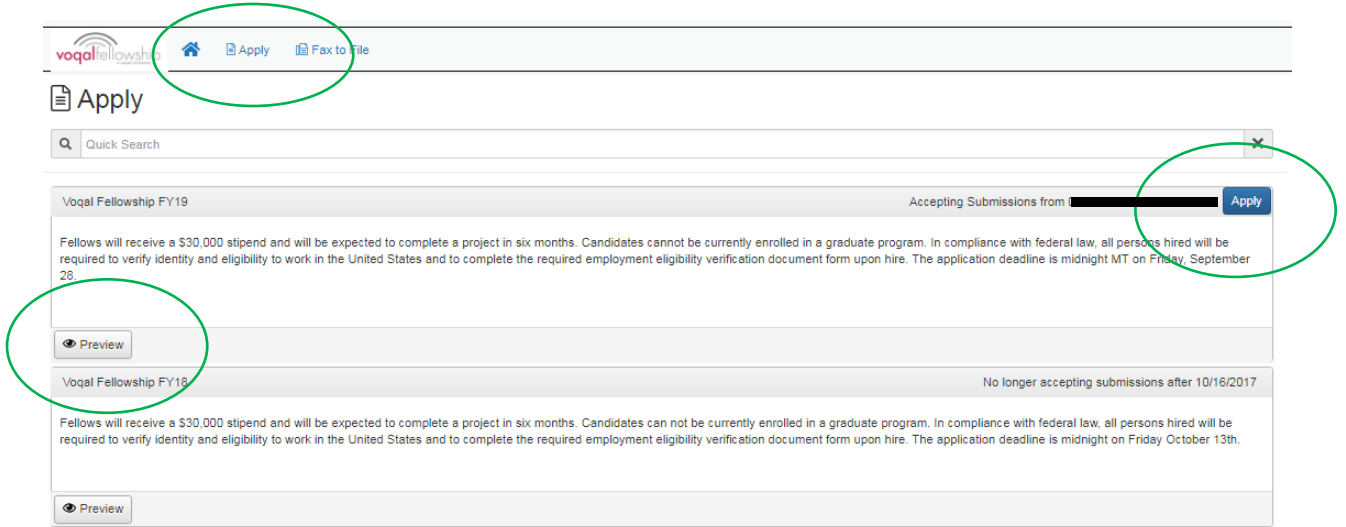 voqalfellowship
Apply
Fax to File
Apply
Quick Search
Voqal Fellowship FY19
Accepting Submissions from
Apply
Fellows will receive a $30,000 stipend and will be expected to complete a project in six months. Candidates cannot be currently enrolled in a graduate program. In compliance with federal law, all persons hired will be
required to verify identity and eligibility to work in the United States and to complete the required employment eligibility verification document form upon hire. The application deadline is midnight MT on Friday, September
28.
Preview
Voqal Fellowship FY18
No longer accepting submissions after 10/16/2017
Fellows will receive a $30,000 stipend and will be expected to complete a project in six months. Candidates can not be currently enrolled in a graduate program. In compliance with federal law, all persons hired will be
required to verify identity and eligibility to work in the United States and to complete the required employment eligibility verification document form upon hire. The application deadline is midnight on Friday October 13th.
Preview